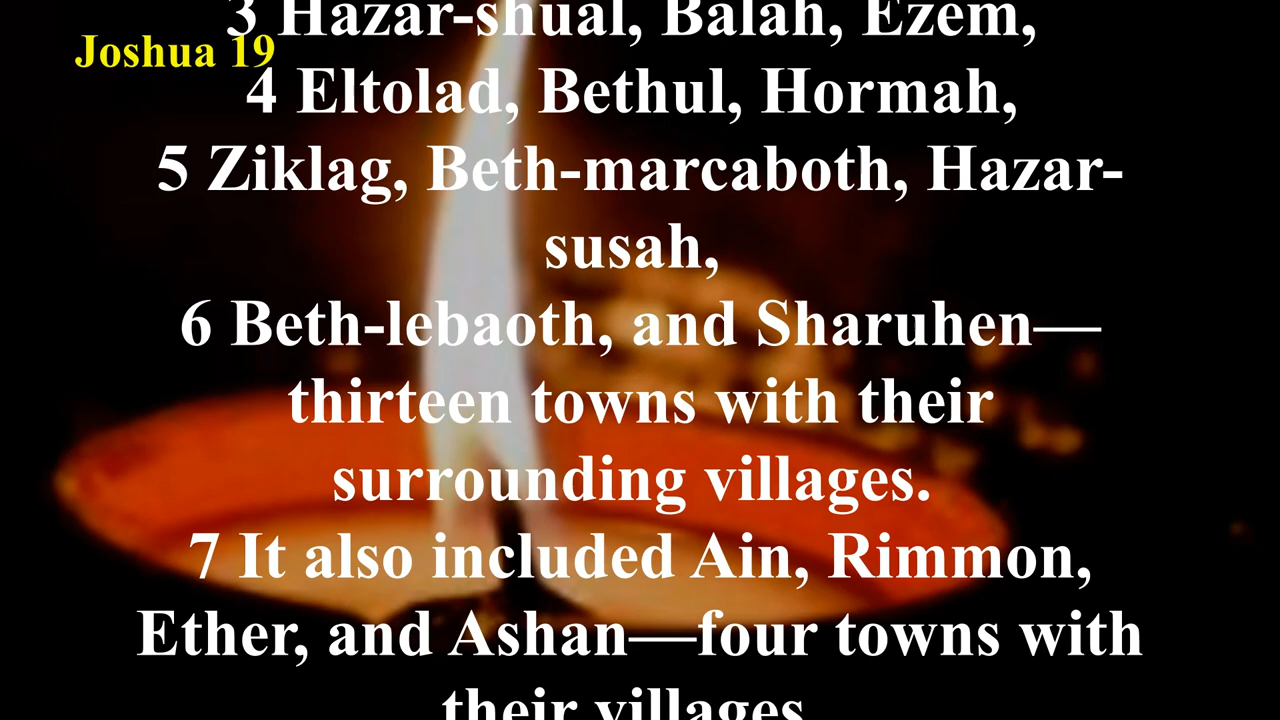 Joshua 19
3 Hazar-shual, Balah, Ezem,
4 Eltolad, Bethul, Hormah,
5 Ziklag, Beth-marcaboth, Hazar-
susah,
6 Beth-lebaoth, and Sharuhen—
thirteen towns with their
surrounding villages.
7 It also included Ain, Rimmon,
Ether, and Ashan—four towns with
their villages